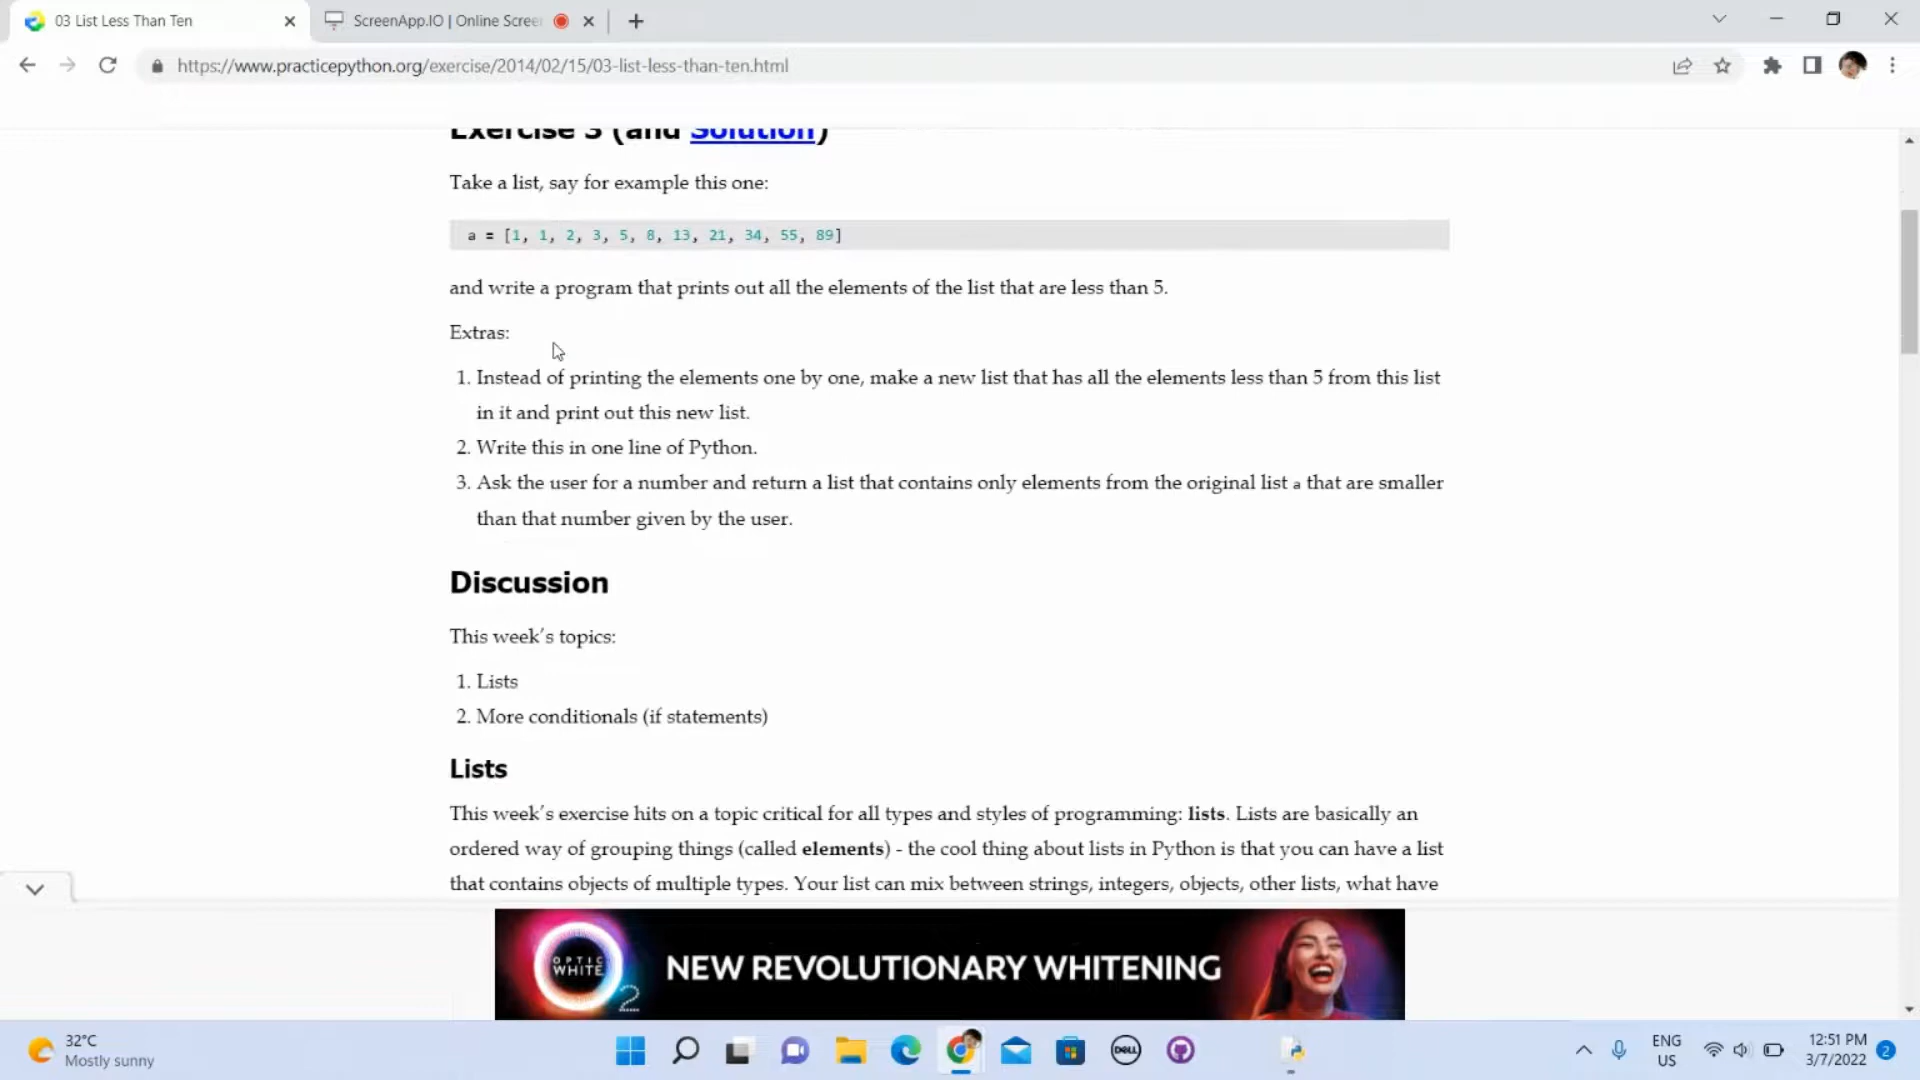 03 List Less Than Ten
ScreenApp.IO | Online Scree
https://www.practicepython.org/exercise/2014/02/15/03-list-less-than-ten.html
Exercise 3 (and Solution)
Take a list, say for example this one:
a = [1, 1, 2, 3, 5, 8, 13, 21, 34, 55, 89]
and write a program that prints out all the elements of the list that are less than 5.
Extras:
1. Instead of printing the elements one by one, make a new list that has all the elements less than 5 from this list
in it and print out this new list.
2. Write this in one line of Python.
3. Ask the user for a number and return a list that contains only elements from the original list a that are smaller
than that number given by the user.
Discussion
This week's topics:
1. Lists
2. More conditionals (if statements)
Lists
This week's exercise hits on a topic critical for all types and styles of programming: lists. Lists are basically an
ordered way of grouping things (called elements) - the cool thing about lists in Python is that you can have a list
that contains objects of multiple types. Your list can mix between strings, integers, objects, other lists, what have
OPTIC
WHITE
O2
NEW REVOLUTIONARY WHITENING
32°C
Mostly sunny
DELL
ENG
US
12:51 PM
3/7/2022
2